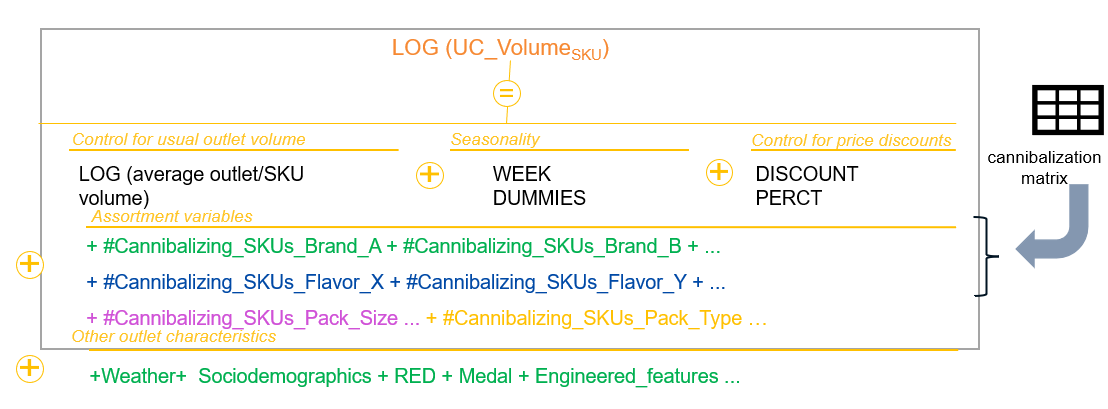 LOG (UC_VolumeSKU)
=
Control for usual outlet volume
Seasonality
Control for price discounts
LOG (average outlet/SKU
volume)
+
WEEK
DUMMIES
+
DISCOUNT
PERCT
cannibalization
matrix
Assortment variables
+
+ #Cannibalizing_SKUs_Brand_A + #Cannibalizing_SKUs_Brand_B + ...
+ #Cannibalizing_SKUs_Flavor_X + #Cannibalizing_SKUs_Flavor_Y + ...
+ #Cannibalizing_SKUs_Pack_Size ... + #Cannibalizing_SKUs_Pack_Type …
Other outlet characteristics
+
+Weather+ Sociodemographics + RED + Medal + Engineered_features ...